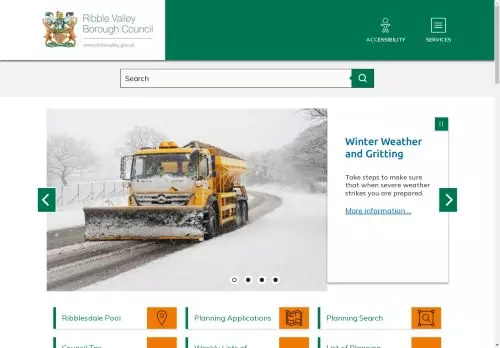 Ribble Valley
Borough Council
www.ribblevalley.gov.uk
ACCESSIBILITY
SERVICES
Search
Winter Weather
and Gritting
Take steps to make sure
that when severe weather
strikes you are prepared.
More information...
Ribblesdale Pool
Planning Applications
Planning Search
Council Tax
Weekly Lists of
List of Planning